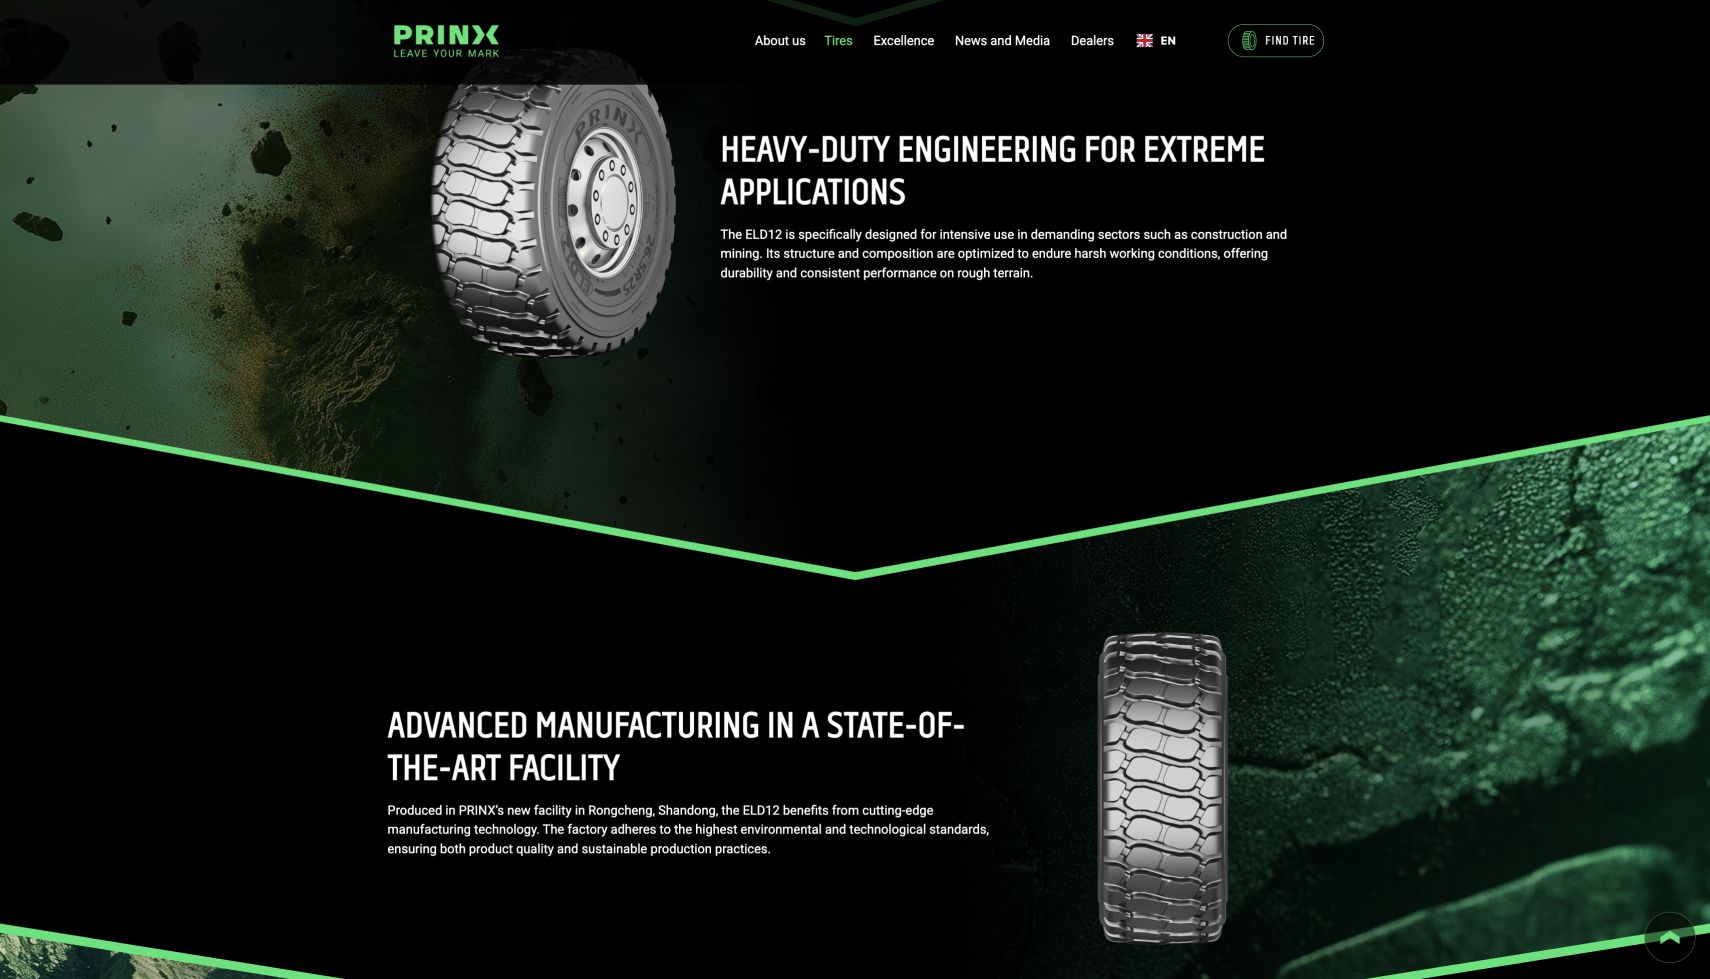 PRINX
LEAVE YOUR MARK
About us
Tires
Excellence
News and Media
Dealers
EN
FIND TIRE
PRINX
26.5R25
ELD12
HEAVY-DUTY ENGINEERING FOR EXTREME
APPLICATIONS
The ELD12 is specifically designed for intensive use in demanding sectors such as construction and
mining. Its structure and composition are optimized to endure harsh working conditions, offering
durability and consistent performance on rough terrain.
ADVANCED MANUFACTURING IN A STATE-OF-
THE-ART FACILITY
Produced in PRINX's new facility in Rongcheng, Shandong, the ELD12 benefits from cutting-edge
manufacturing technology. The factory adheres to the highest environmental and technological standards,
ensuring both product quality and sustainable production practices.